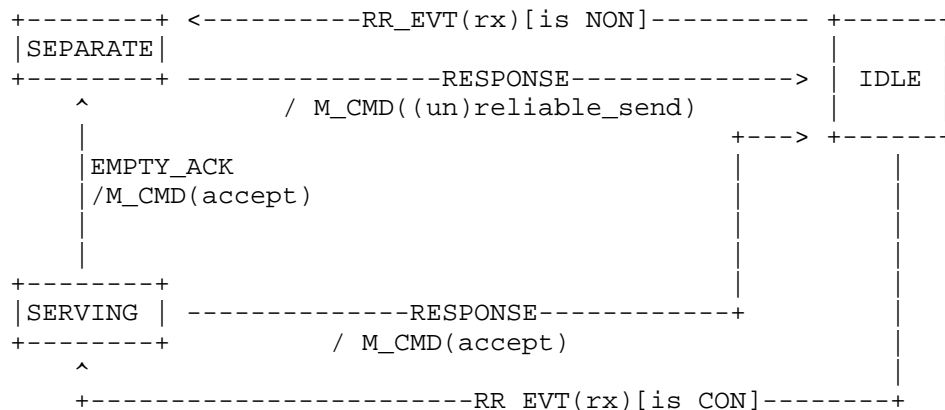 +--------+ <----------RR_EVT(rx)[is NON]---------- +-------
|SEPARATE|                                         |       |
+--------+ ----------------RESPONSE--------------> | IDLE  |
    ^            / M_CMD((un)reliable_send)        |       |
    |                                       +---> +-------
    |EMPTY_ACK                              |         |
    |/M_CMD(accept)                         |         |
    |                                       |         |
    |                                       |         |
+--------+                                  |         |
|SERVING | --------------RESPONSE------------+         |
+--------+          / M_CMD(accept)                   |
    ^                                                 |
    +------------------------RR_EVT(rx)[is CON]--------+